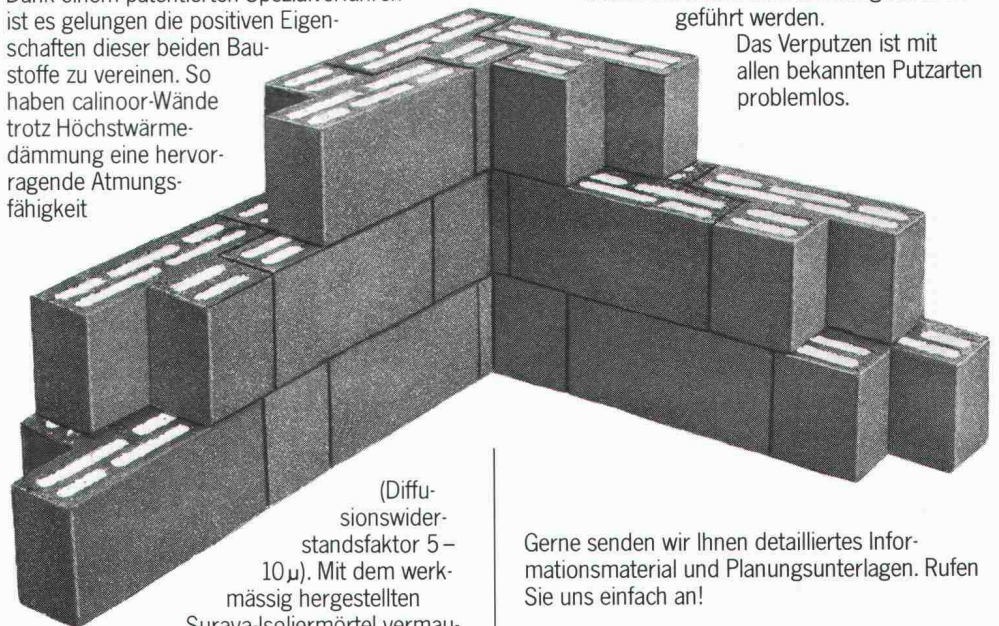 ist es gelungen die positiven Eigen-
schaften dieser beiden Bau-
stoffe zu vereinen. So
haben calinoor-Wände
trotz Höchstwärme-
dämmung eine hervor-
ragende Atmungs-
fähigkeit
(Diffu-
sionswider-
standsfaktor 5 –
10 µ). Mit dem werk-
mässig hergestellten
geführt werden.
Das Verputzen ist mit
allen bekannten Putzarten
problemlos.
Gerne senden wir Ihnen detailliertes Infor-
mationsmaterial und Planungsunterlagen. Rufen
Sie uns einfach an!